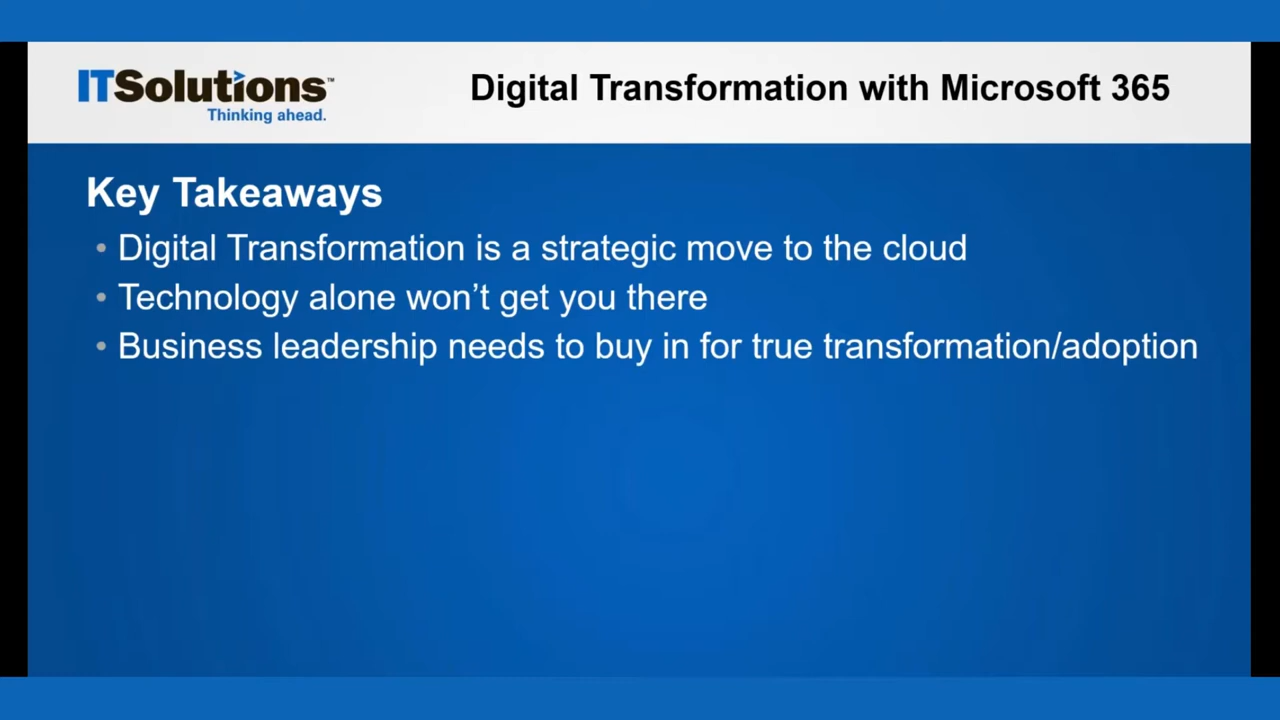 ITSolutions™
Thinking ahead.
Digital Transformation with Microsoft 365
Key Takeaways
• Digital Transformation is a strategic move to the cloud
• Technology alone won’t get you there
• Business leadership needs to buy in for true transformation/adoption